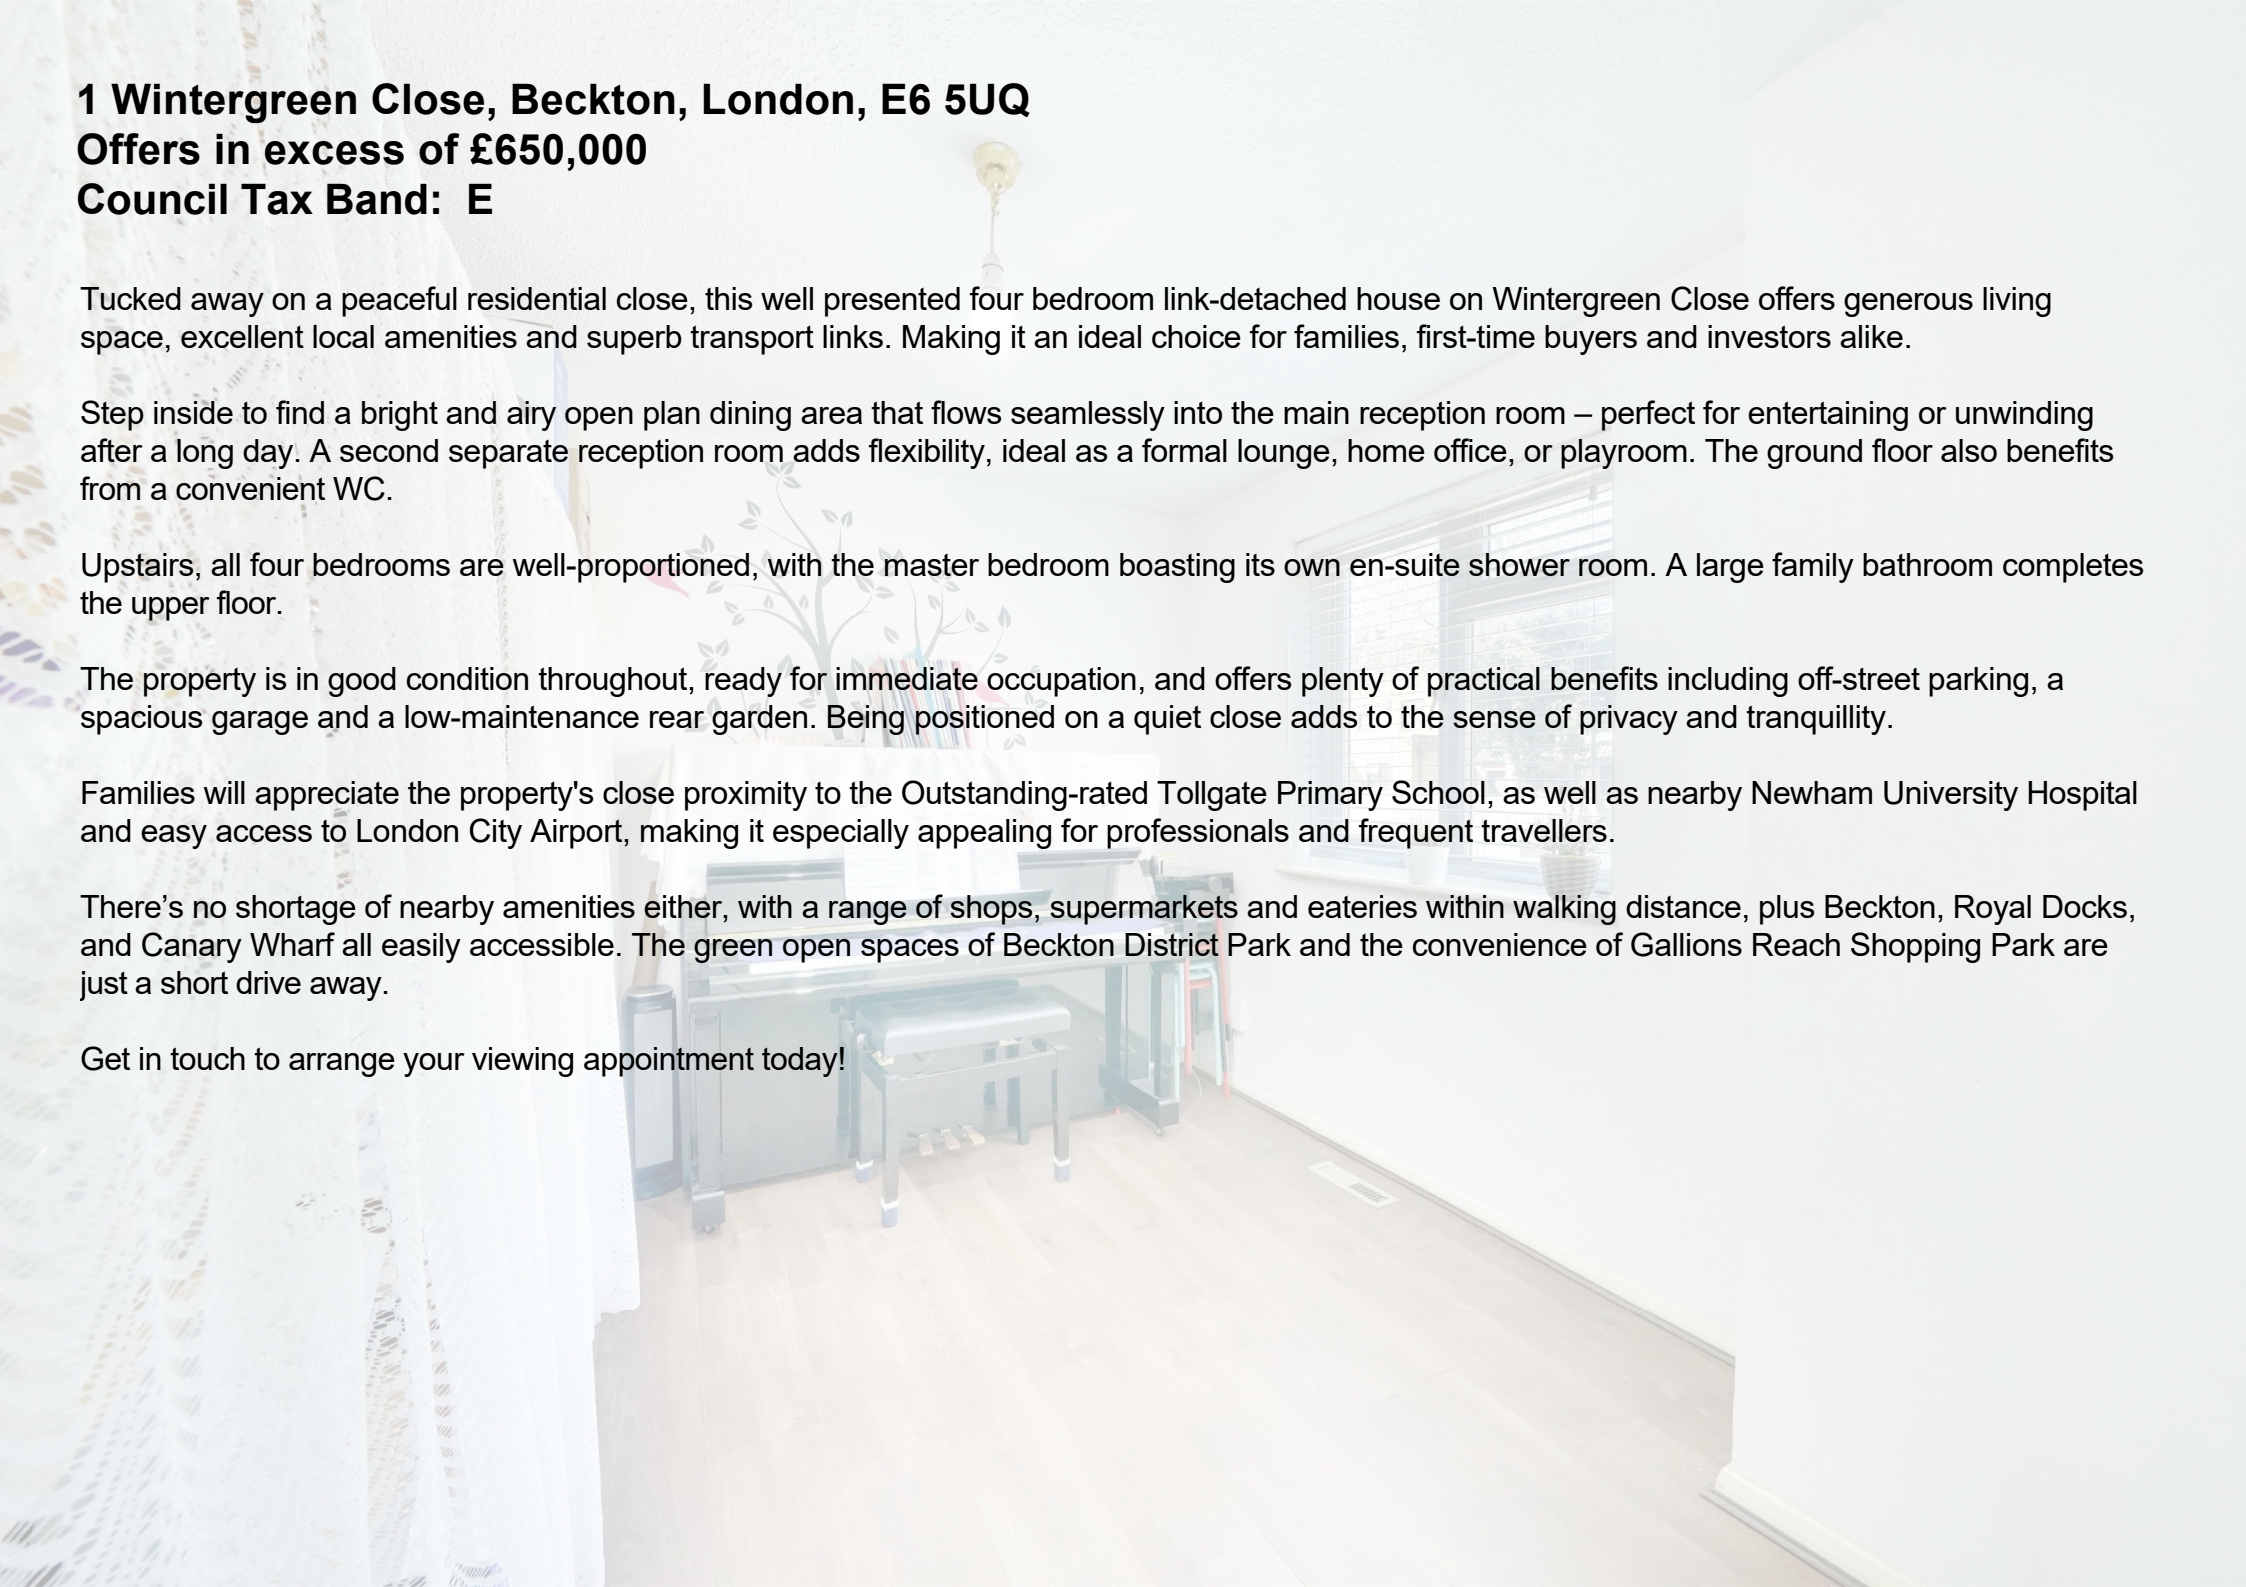 1 Wintergreen Close, Beckton, London, E6 5UQ
Offers in excess of £650,000
Council Tax Band:  E
Tucked away on a peaceful residential close, this well presented four bedroom link-detached house on Wintergreen Close offers generous living
space, excellent local amenities and superb transport links. Making it an ideal choice for families, first-time buyers and investors alike.
Step inside to find a bright and airy open plan dining area that flows seamlessly into the main reception room – perfect for entertaining or unwinding
after a long day. A second separate reception room adds flexibility, ideal as a formal lounge, home office, or playroom. The ground floor also benefits
from a convenient WC.
Upstairs, all four bedrooms are well-proportioned, with the master bedroom boasting its own en-suite shower room. A large family bathroom completes
the upper floor.
The property is in good condition throughout, ready for immediate occupation, and offers plenty of practical benefits including off-street parking, a
spacious garage and a low-maintenance rear garden. Being positioned on a quiet close adds to the sense of privacy and tranquillity.
Families will appreciate the property's close proximity to the Outstanding-rated Tollgate Primary School, as well as nearby Newham University Hospital
and easy access to London City Airport, making it especially appealing for professionals and frequent travellers.
There’s no shortage of nearby amenities either, with a range of shops, supermarkets and eateries within walking distance, plus Beckton, Royal Docks,
and Canary Wharf all easily accessible. The green open spaces of Beckton District Park and the convenience of Gallions Reach Shopping Park are
just a short drive away.
Get in touch to arrange your viewing appointment today!